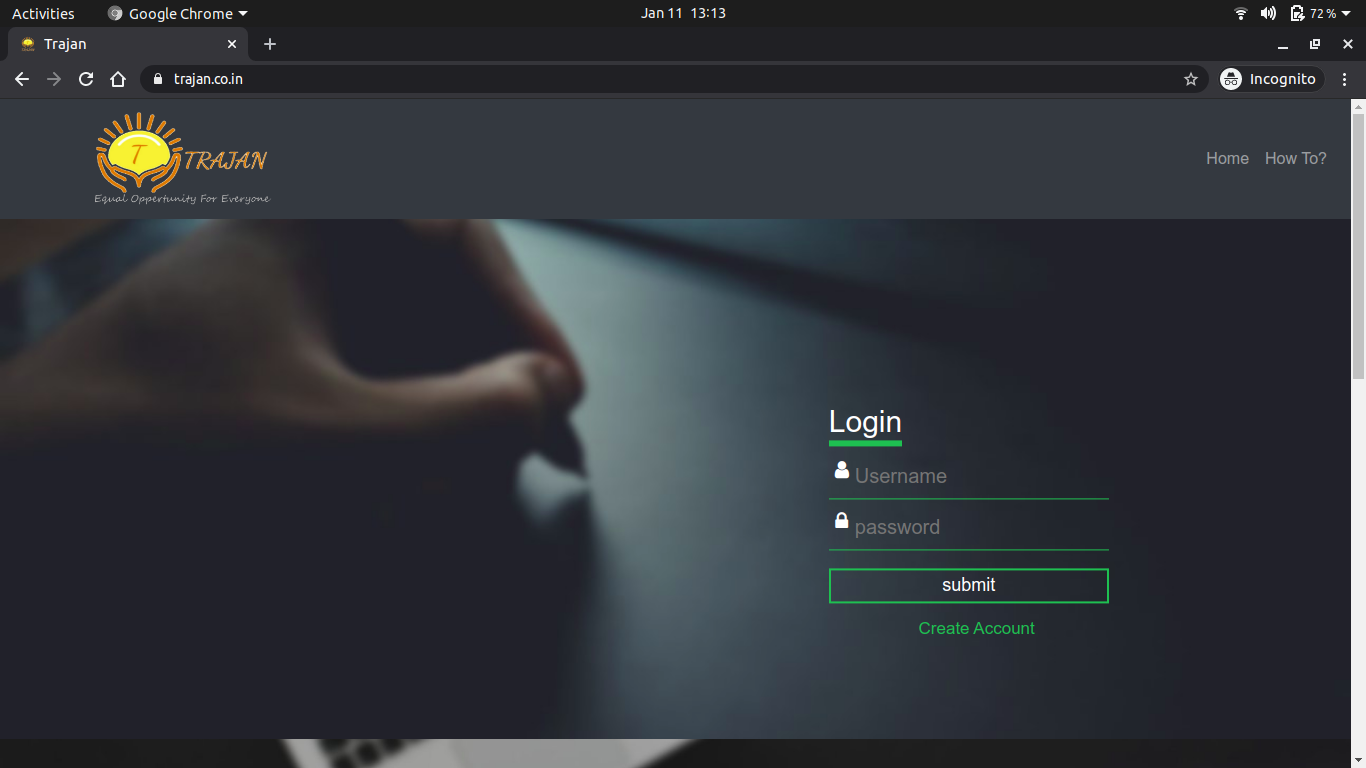 Activities Google Chrome Jan 11 13:13 72 %
Trajan
trajan.co.in Incognito
T TRAJAN
Equal Oppertunity For Everyone
Home How To?
Login
Username
password
submit
Create Account